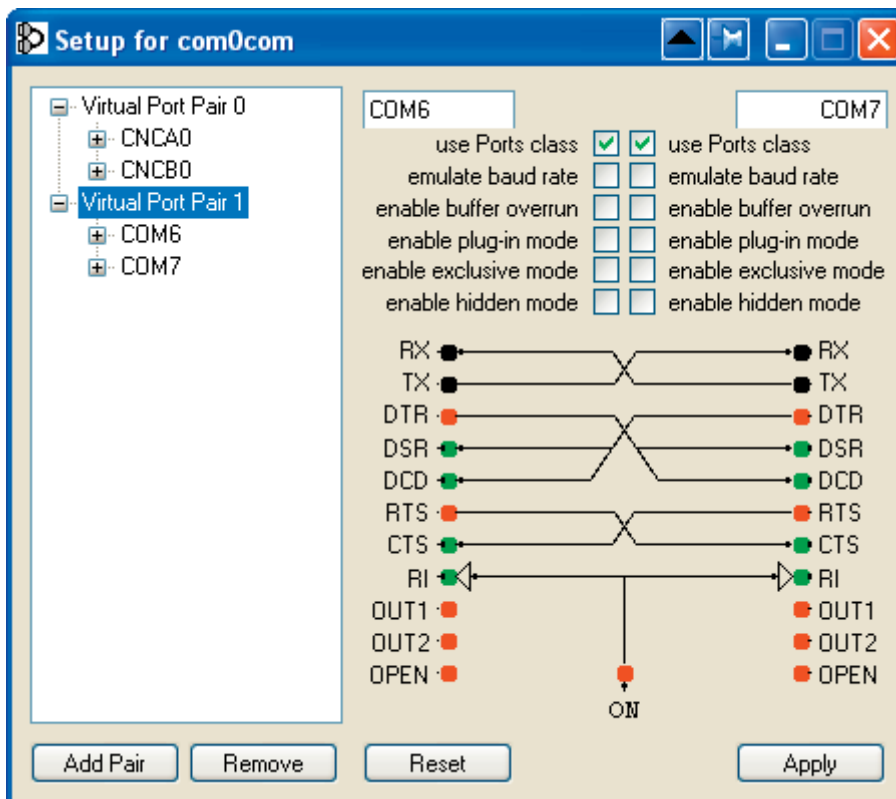 Setup for com0com
Virtual Port Pair 0
CNCA0
CNCB0
Virtual Port Pair 1
COM6
COM7
COM6 COM7
use Ports class use Ports class
emulate baud rate emulate baud rate
enable buffer overrun enable buffer overrun
enable plug-in mode enable plug-in mode
enable exclusive mode enable exclusive mode
enable hidden mode enable hidden mode
RX RX
TX TX
DTR DTR
DSR DSR
DCD DCD
RTS RTS
CTS CTS
RI RI
OUT1 OUT1
OUT2 OUT2
OPEN OPEN
ON
Add Pair Remove Reset Apply